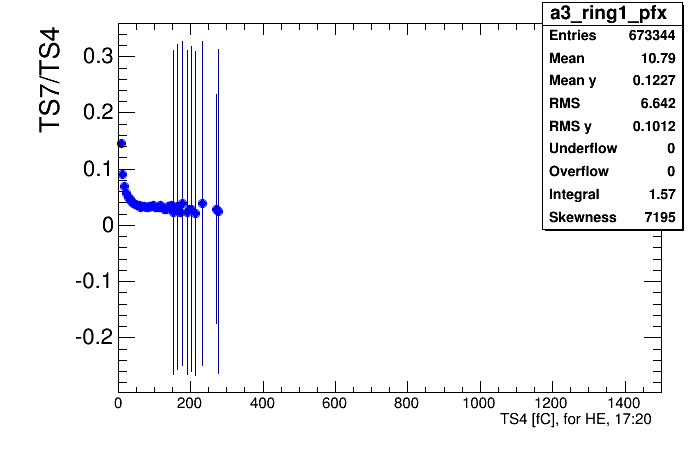 a3_ring1_pfx
Entries 673344
Mean 10.79
Mean y 0.1227
RMS 6.642
RMS y 0.1012
Underflow 0
Overflow 0
Integral 1.57
Skewness 7195
TS7/TS4
0.3
0.2
0.1
0
-0.1
-0.2
0 200 400 600 800 1000 1200 1400
TS4 [fC], for HE, 17:20